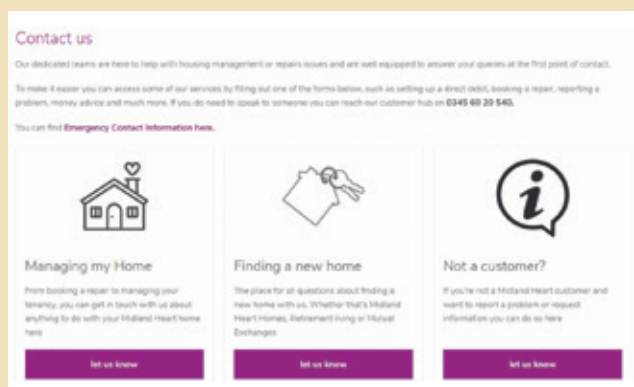 Contact us
Our dedicated teams are here to help with housing management or repairs issues and are well equipped to answer your queries at the first point of contact.
To make it easier you can access some of our services by filling out one of the forms below, such as setting up a direct debit, booking a repair, reporting a
problem, money advice and much more. If you do need to speak to someone you can reach our customer hub on 0345 60 20 540.
You can find Emergency Contact Information here.
Managing my Home
From booking a repair to managing your
tenancy, you can get in touch with us about
anything to do with your Midland Heart home
here
let us know
Finding a new home
The place for all questions about finding a
new home with us. Whether that's Midland
Heart Homes, Retirement living or Mutual
Exchanges
let us know
Not a customer?
If you're not a Midland Heart customer and
want to report a problem or request
information you can do so here
let us know